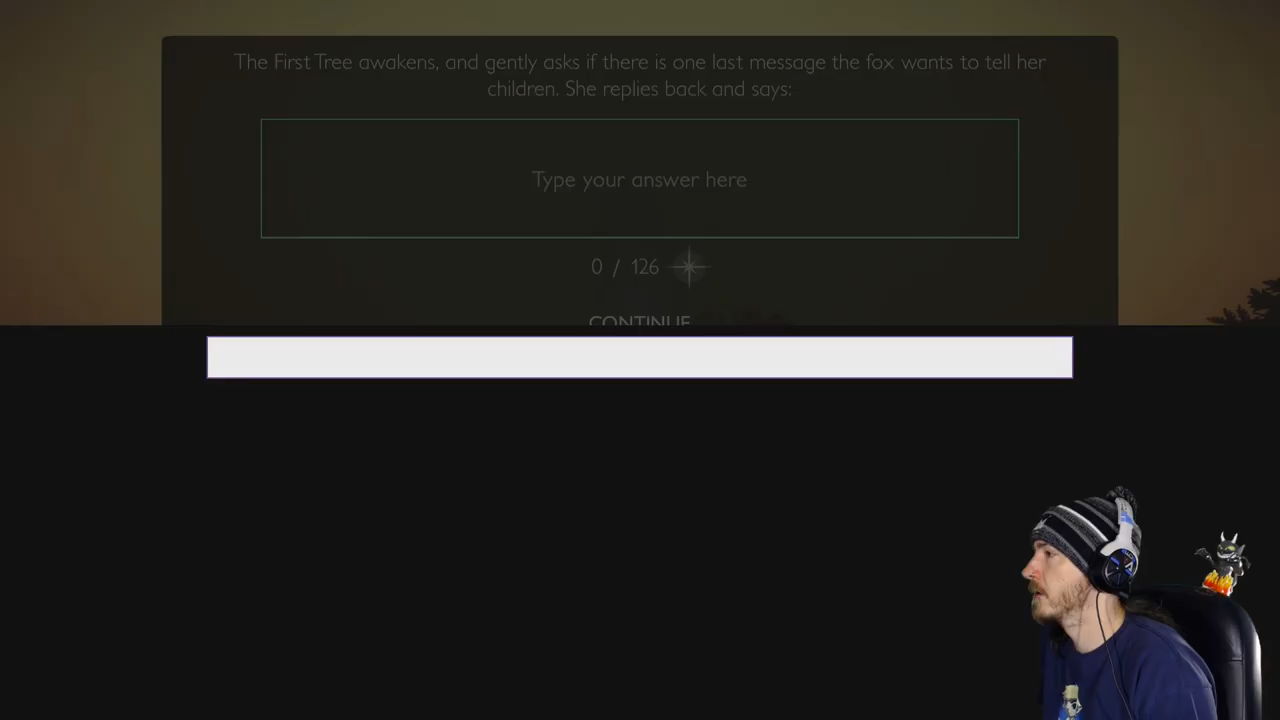 The First Tree awakens, and gently asks if there is one last message the fox wants to tell her
children. She replies back and says:
Type your answer here
0 / 126
CONTINUE